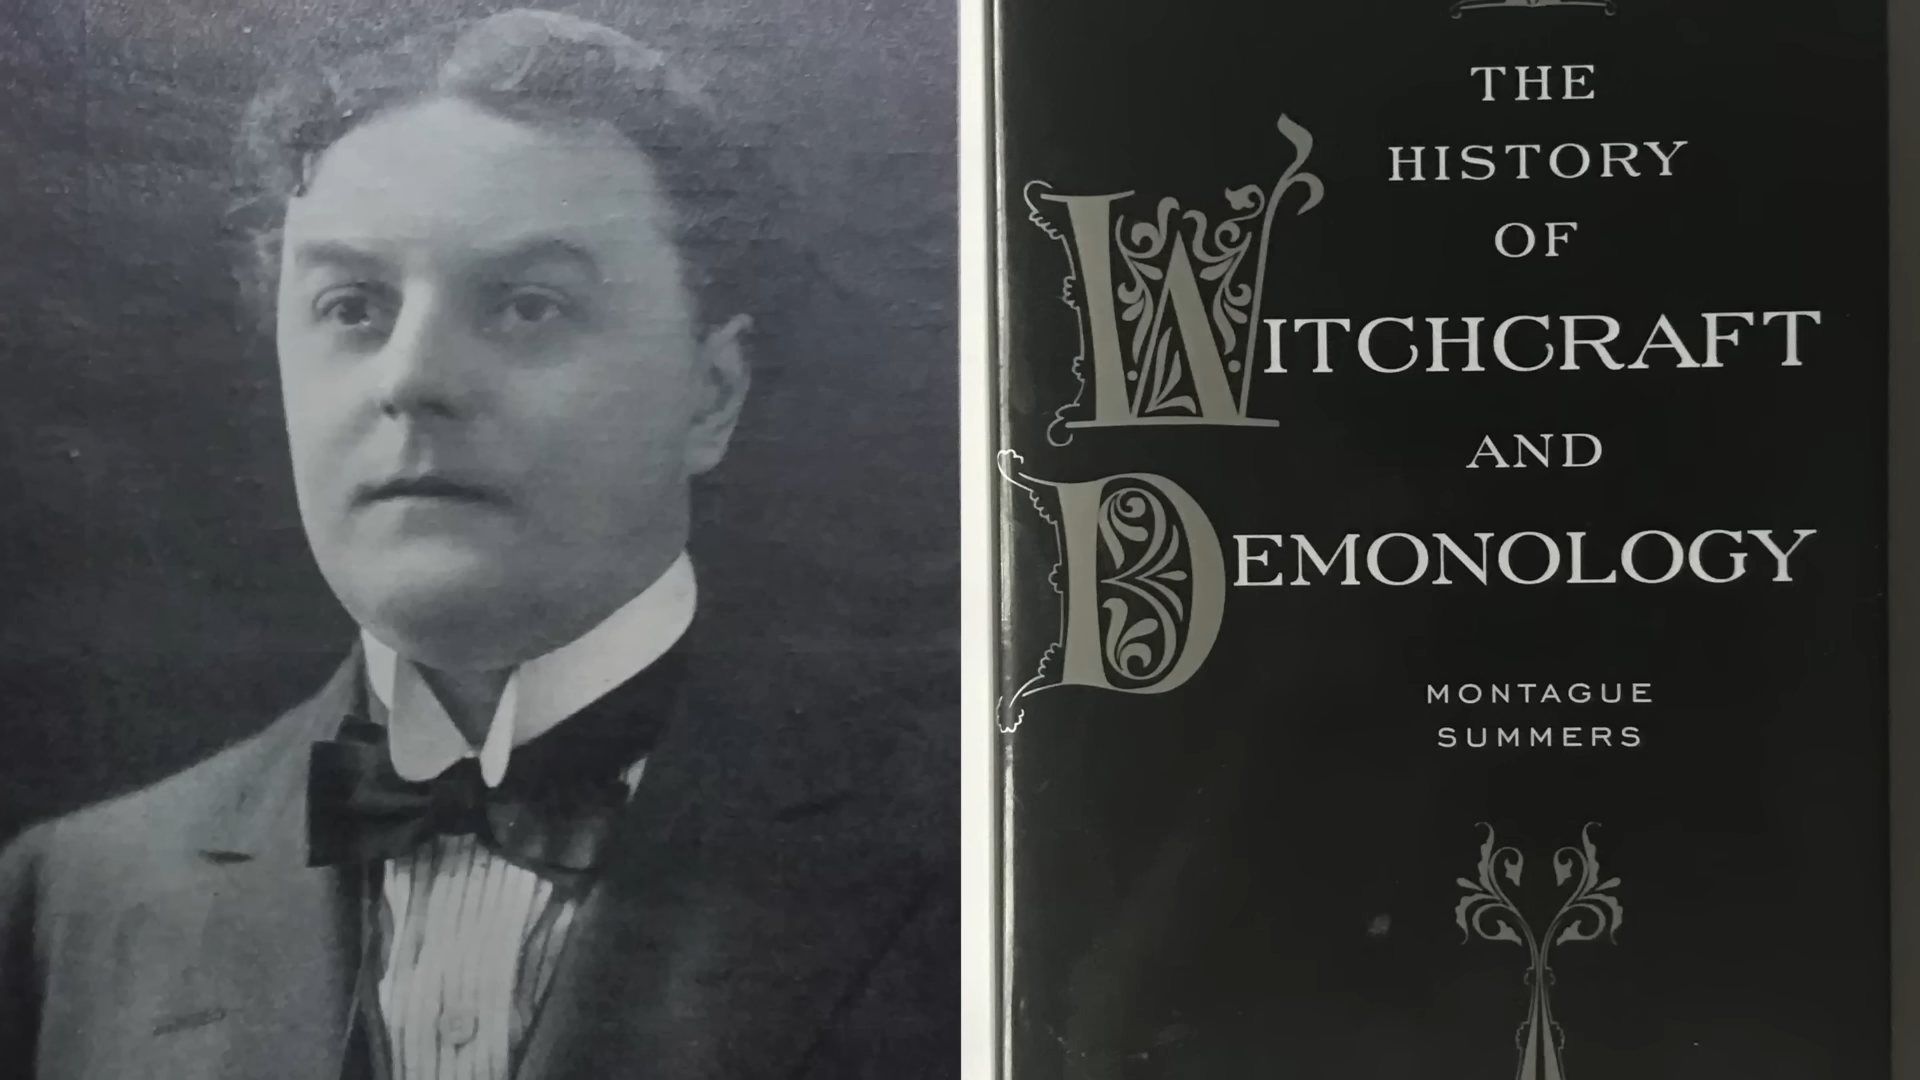 THE
HISTORY
OF
WITCHCRAFT
AND
DEMONOLOGY
MONTAGUE
SUMMERS